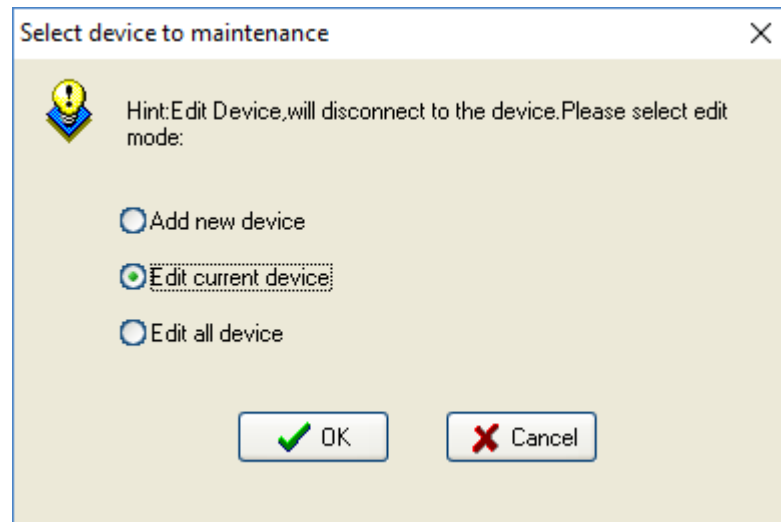 Select device to maintenance
Hint:Edit Device,will disconnect to the device.Please select edit
mode:
Add new device
Edit current device
Edit all device
OK
Cancel